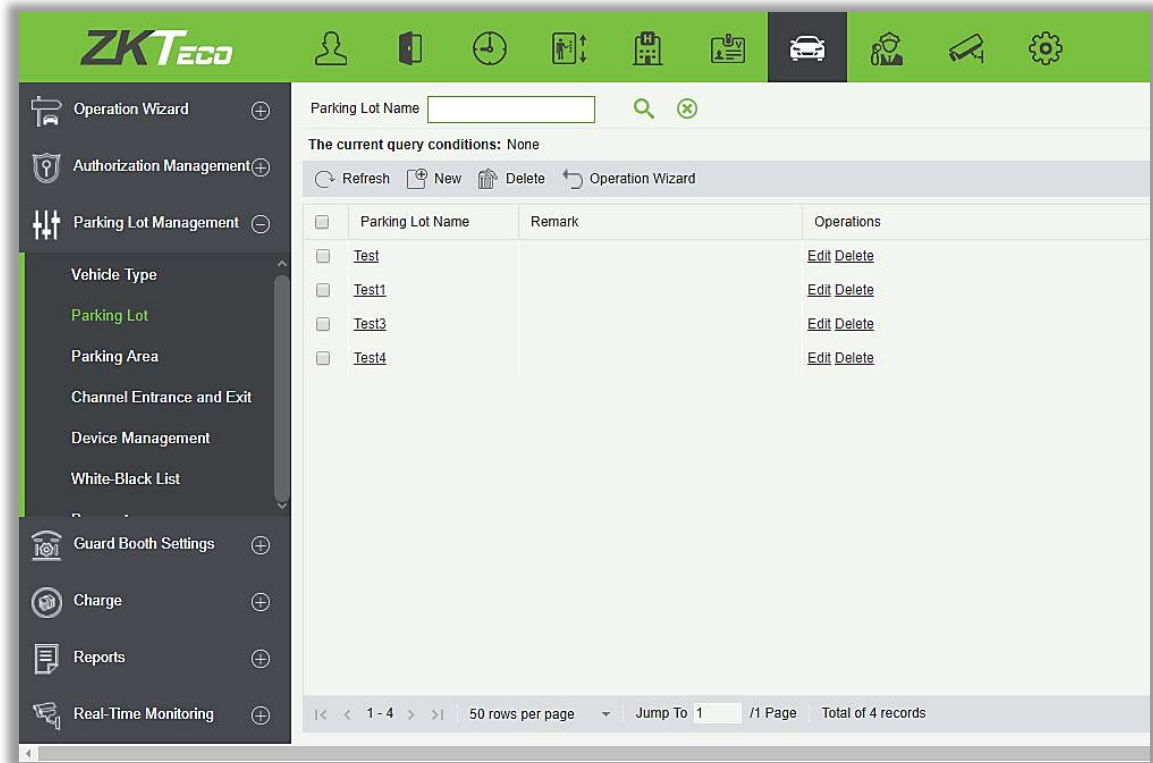 ZKTECO
Operation Wizard
Authorization Management
Parking Lot Management
Vehicle Type
Parking Lot
Parking Area
Channel Entrance and Exit
Device Management
White-Black List
Guard Booth Settings
Charge
Reports
Real-Time Monitoring
Parking Lot Name
The current query conditions: None
Refresh New Delete Operation Wizard
Parking Lot Name Remark Operations
Test Edit Delete
Test1 Edit Delete
Test3 Edit Delete
Test4 Edit Delete
1 - 4 50 rows per page Jump To 1 /1 Page Total of 4 records